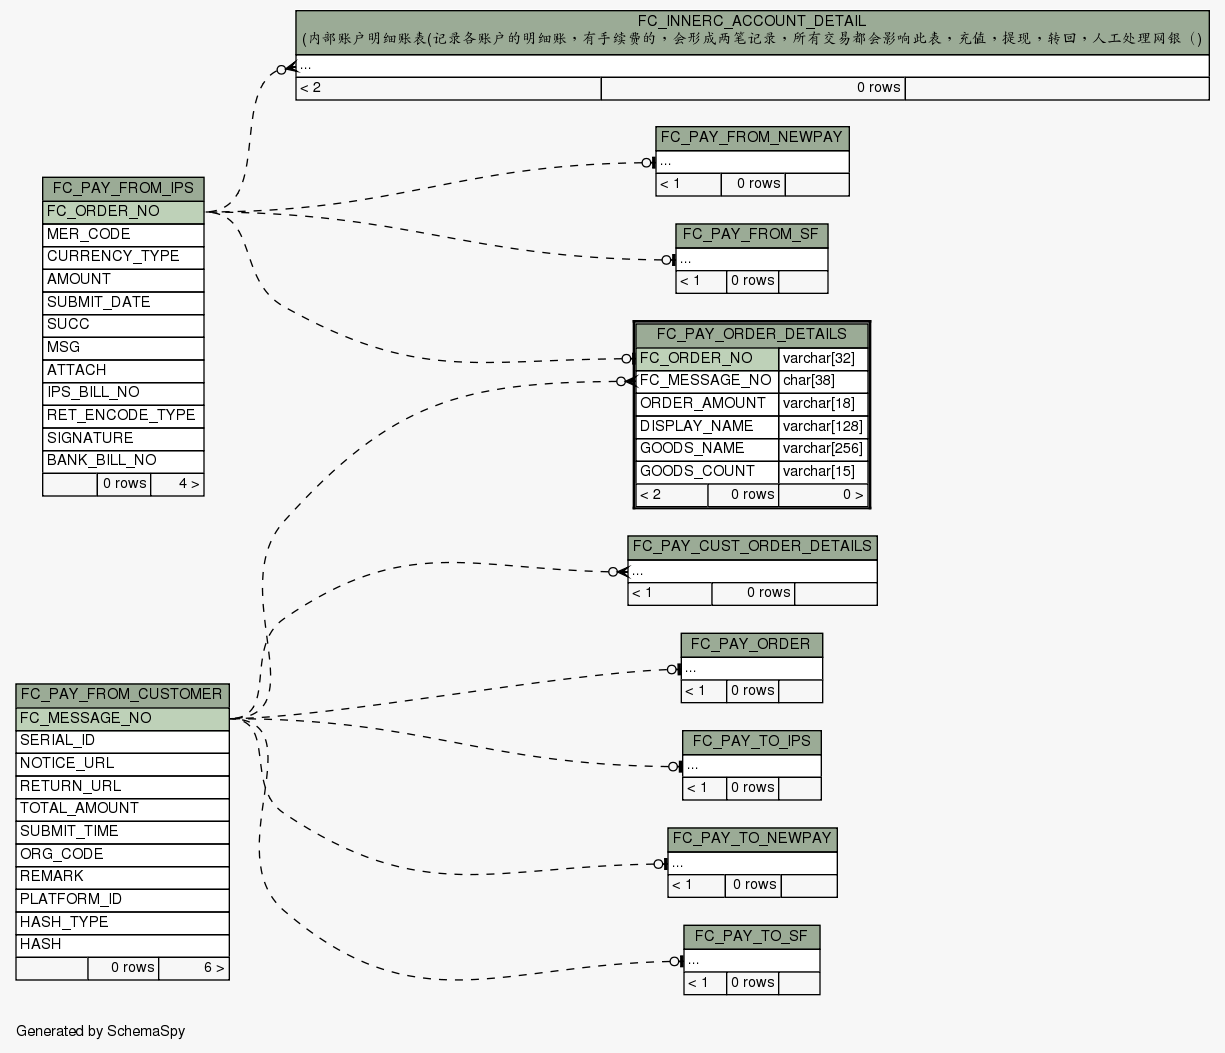 FC_INNERC_ACCOUNT_DETAIL
(内部账户明细账表(记录各账户的明细账，有手续费的，会形成两笔记录，所有交易都会影响此表，充值，提现，转回，人工处理网银（)
...
< 2 0 rows
FC_PAY_FROM_NEWPAY
...
< 1 0 rows
FC_PAY_FROM_IPS
FC_ORDER_NO
MER_CODE
CURRENCY_TYPE
AMOUNT
SUBMIT_DATE
SUCC
MSG
ATTACH
IPS_BILL_NO
RET_ENCODE_TYPE
SIGNATURE
BANK_BILL_NO
0 rows 4 >
FC_PAY_FROM_SF
...
< 1 0 rows
FC_PAY_ORDER_DETAILS
FC_ORDER_NO varchar[32]
FC_MESSAGE_NO char[38]
ORDER_AMOUNT varchar[18]
DISPLAY_NAME varchar[128]
GOODS_NAME varchar[256]
GOODS_COUNT varchar[15]
< 2 0 rows 0 >
FC_PAY_CUST_ORDER_DETAILS
...
< 1 0 rows
FC_PAY_ORDER
...
< 1 0 rows
FC_PAY_FROM_CUSTOMER
FC_MESSAGE_NO
SERIAL_ID
NOTICE_URL
RETURN_URL
TOTAL_AMOUNT
SUBMIT_TIME
ORG_CODE
REMARK
PLATFORM_ID
HASH_TYPE
HASH
0 rows 6 >
FC_PAY_TO_IPS
...
< 1 0 rows
FC_PAY_TO_NEWPAY
...
< 1 0 rows
FC_PAY_TO_SF
...
< 1 0 rows
Generated by SchemaSpy